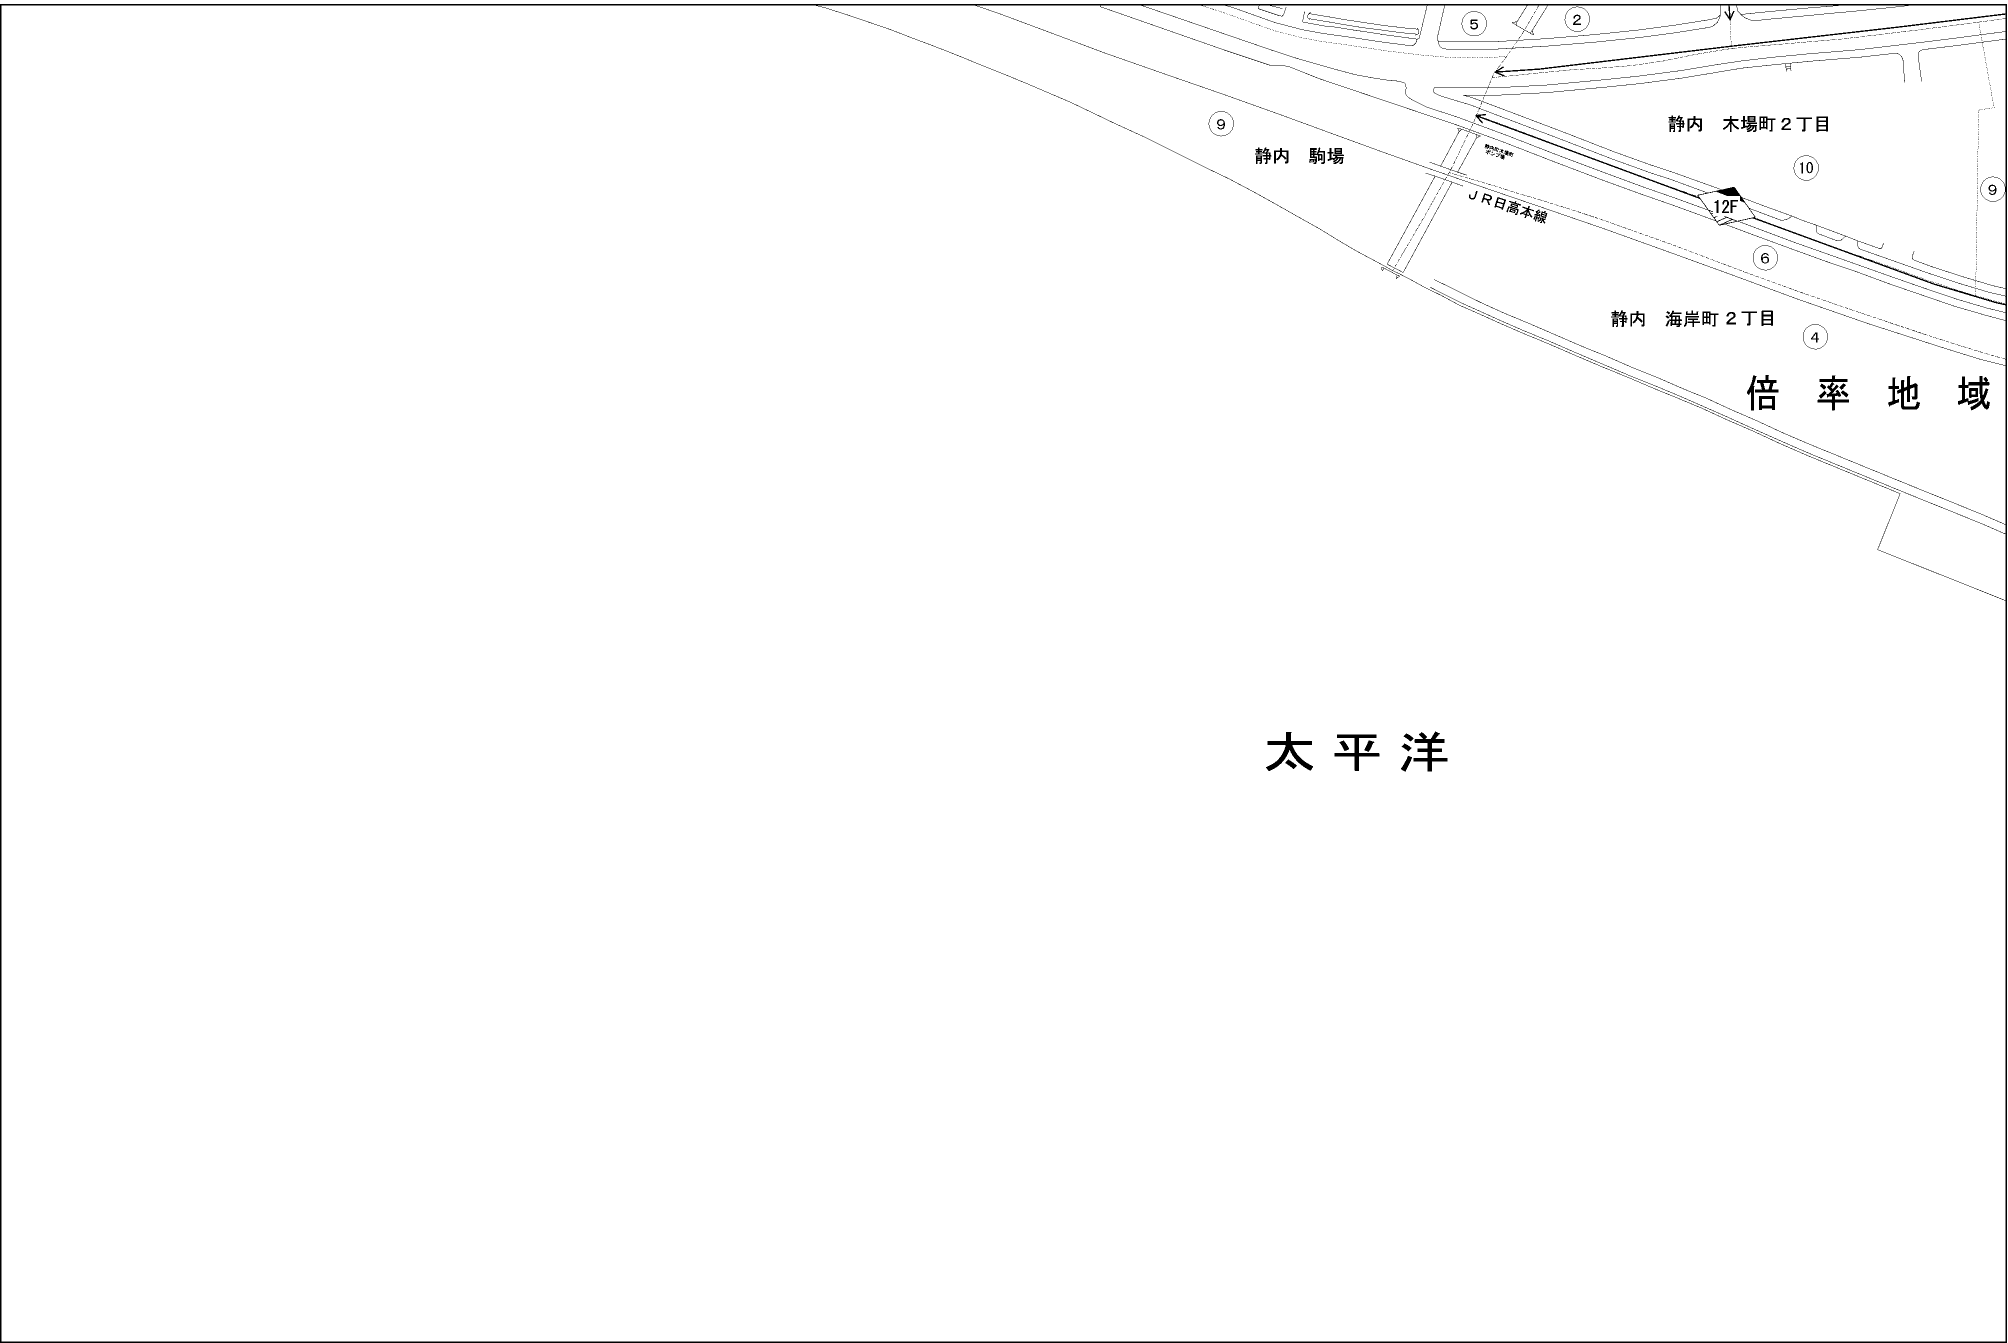 ⑤
②
静内　木場町２丁目
⑨
静内　駒場
⑩
⑨
ＪＲ日高本線
12F
⑥
静内　海岸町２丁目
④
倍率地域
太平洋